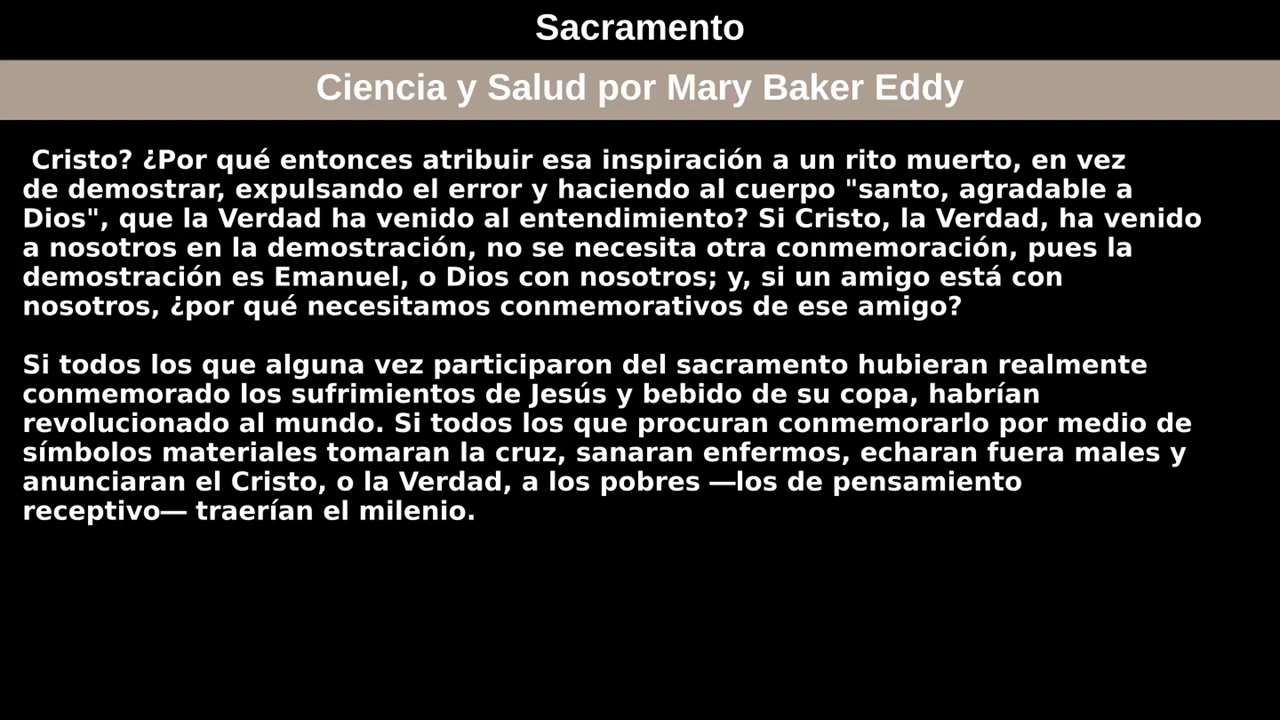 Sacramento
Ciencia y Salud por Mary Baker Eddy
Cristo? ¿Por qué entonces atribuir esa inspiración a un rito muerto, en vez
de demostrar, expulsando el error y haciendo al cuerpo "santo, agradable a
Dios", que la Verdad ha venido al entendimiento? Si Cristo, la Verdad, ha venido
a nosotros en la demostración, no se necesita otra conmemoración, pues la
demostración es Emanuel, o Dios con nosotros; y, si un amigo está con
nosotros, ¿por qué necesitamos conmemorativos de ese amigo?
Si todos los que alguna vez participaron del sacramento hubieran realmente
conmemorado los sufrimientos de Jesús y bebido de su copa, habrían
revolucionado al mundo. Si todos los que procuran conmemorarlo por medio de
símbolos materiales tomaran la cruz, sanaran enfermos, echaran fuera males y
anunciaran el Cristo, o la Verdad, a los pobres —los de pensamiento
receptivo— traerían el milenio.